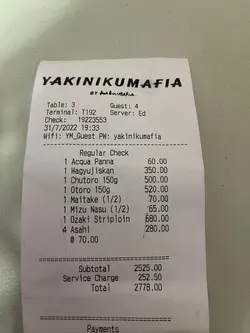 YAKINIKUMAFIA
BY
Table: 3 Guest: 4
Terminal: T192 Server: Ed
Check: 19223553
31/7/2022 19:33
Wifi: YM_Guest PW: yakinikumafia
Regular Check
1 Acqua Panna 60.00
1 Wagyujiskan 350.00
1 Chutoro 150g 500.00
1 Otoro 150g 520.00
1 Maitake (1/2) 70.00
1 Mizu Nasu (1/2) 65.00
1 Ozaki Striploin 680.00
4 Asahi 280.00
@ 70.00
Subtotal 2525.00
Service Charge 252.50
Total 2778.00
Payments